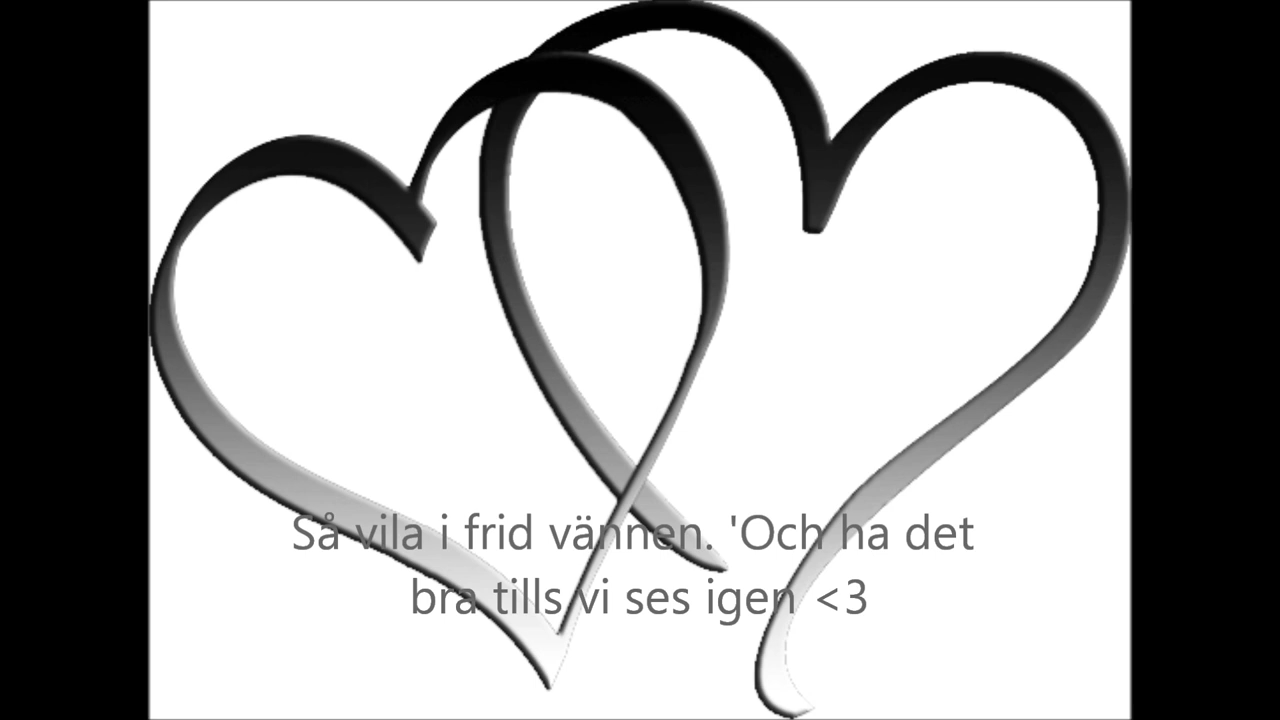 Så vila i frid vännen. 'Och ha det
bra tills vi ses igen <3